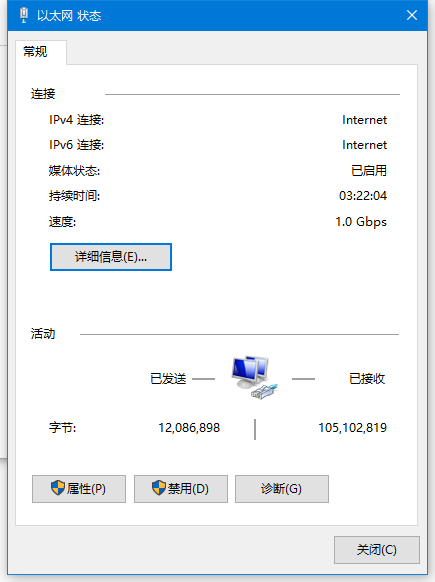 以太网 状态
常规
连接
IPv4 连接: Internet
IPv6 连接: Internet
媒体状态: 已启用
持续时间: 03:22:04
速度: 1.0 Gbps
详细信息(E)...
活动
已发送 已接收
字节: 12,086,898 105,102,819
属性(P) 禁用(D) 诊断(G)
关闭(C)